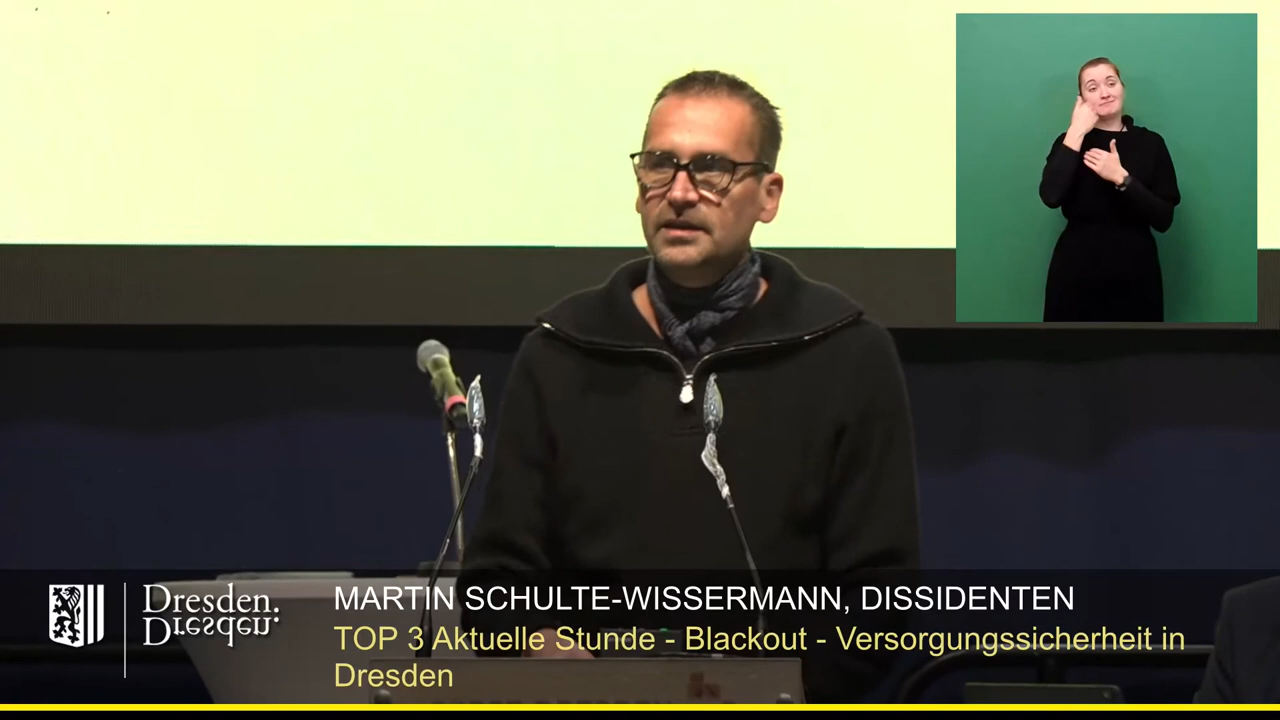 Dresden.
Dresden.
MARTIN SCHULTE-WISSERMANN, DISSIDENTEN
TOP 3 Aktuelle Stunde - Blackout - Versorgungssicherheit in
Dresden